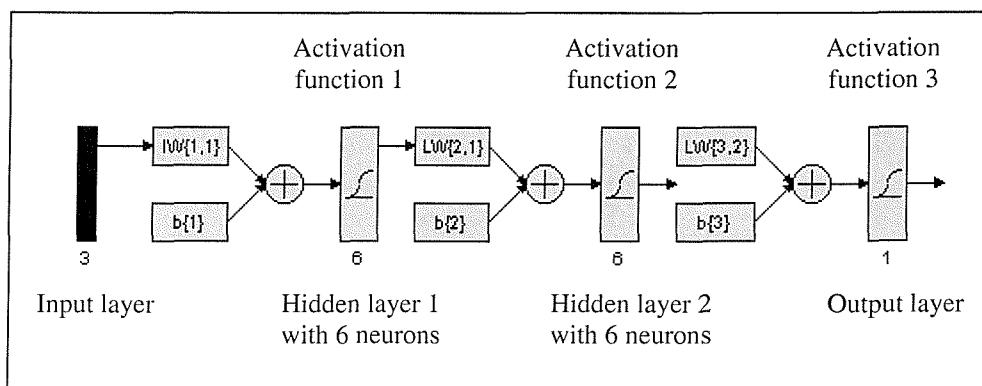 Activation
function 1
Activation
function 2
Activation
function 3
IW{1,1}
b{1}
LW{2,1}
b{2}
LW{3,2}
b{3}
3
6
6
1
Input layer
Hidden layer 1
with 6 neurons
Hidden layer 2
with 6 neurons
Output layer